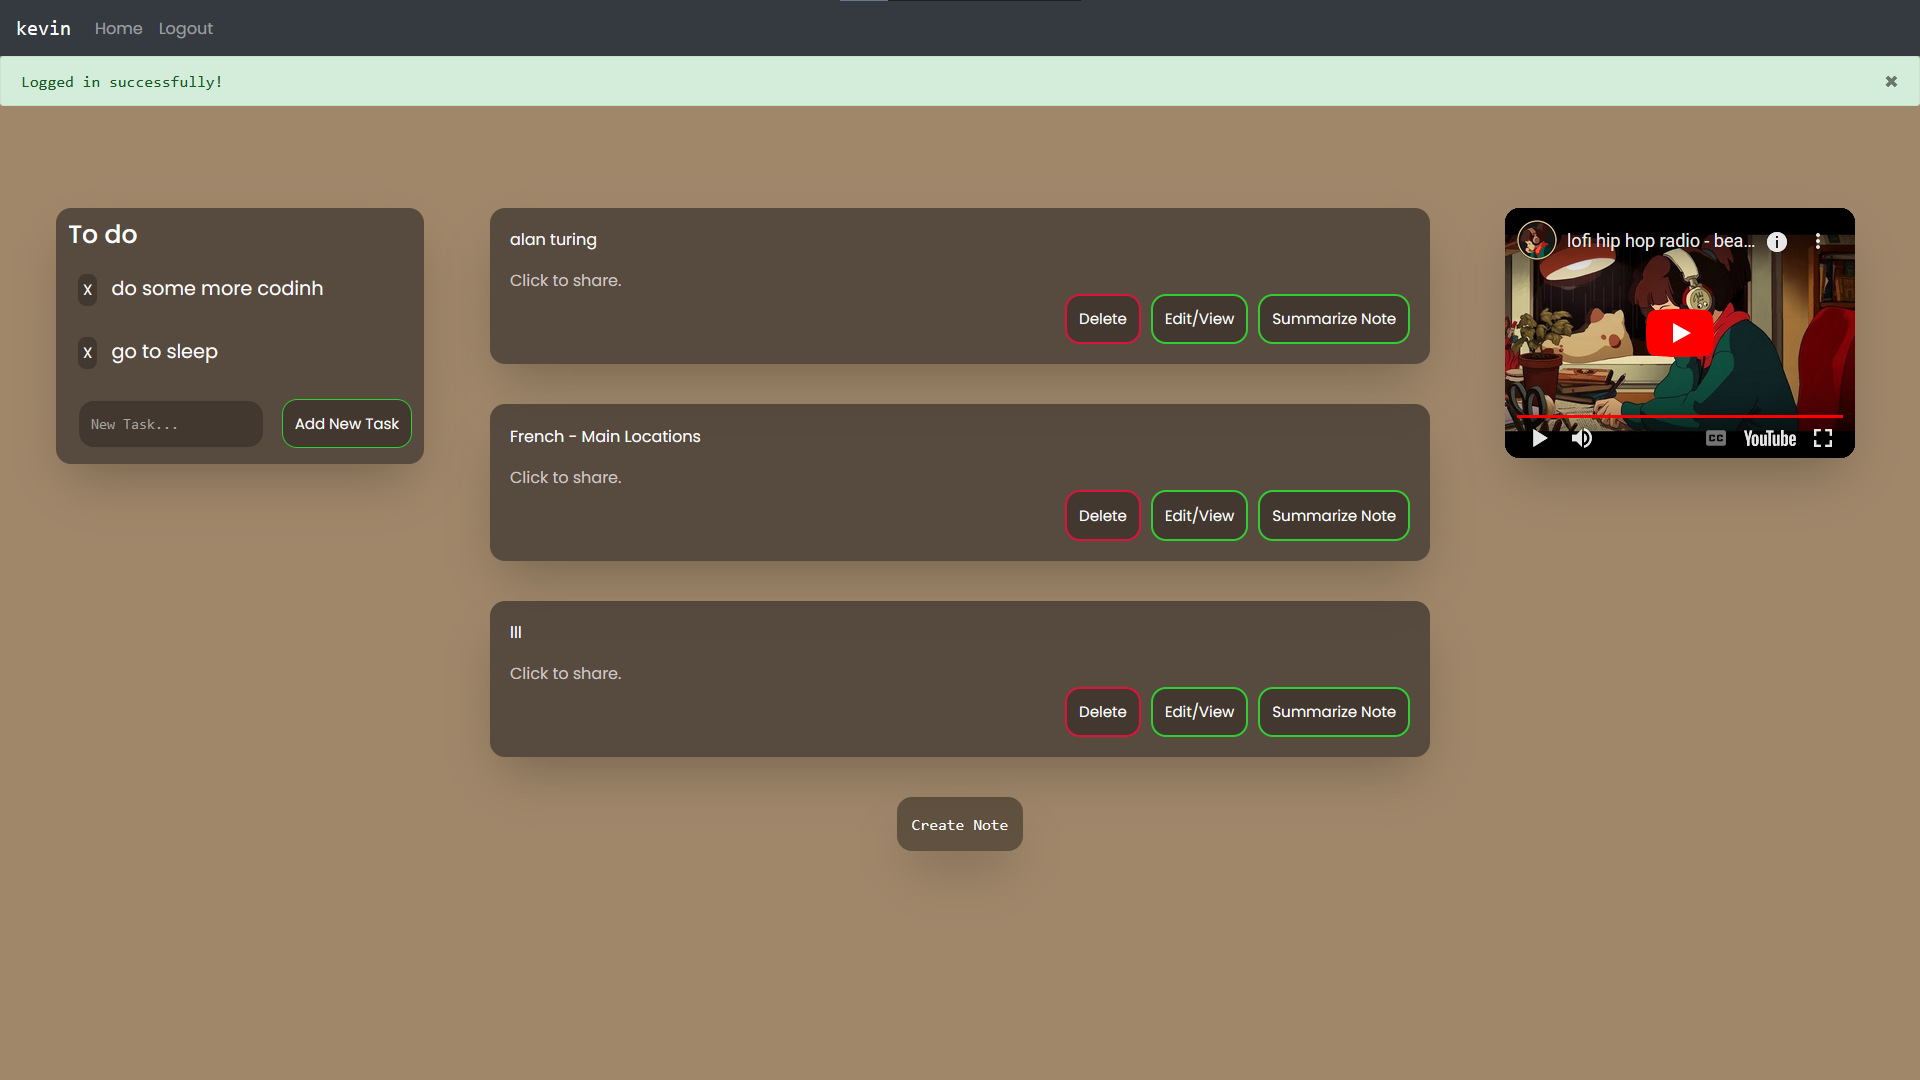 kevin Home Logout
Logged in successfully! ✖
To do
X do some more codinh
X go to sleep
New Task... Add New Task
alan turing
Click to share.
Delete Edit/View Summarize Note
French - Main Locations
Click to share.
Delete Edit/View Summarize Note
lll
Click to share.
Delete Edit/View Summarize Note
Create Note
lofi hip hop radio - bea...
CC YouTube